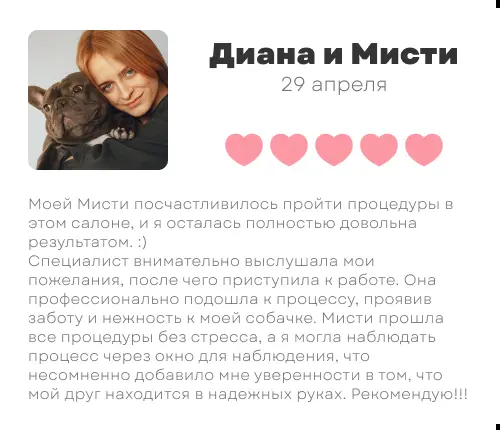 Диана и Мисти
29 апреля
Моей Мисти посчастливилось пройти процедуры в
этом салоне, и я осталась полностью довольна
результатом. :)
Специалист внимательно выслушала мои
пожелания, после чего приступила к работе. Она
профессионально подошла к процессу, проявив
заботу и нежность к моей собачке. Мисти прошла
все процедуры без стресса, а я могла наблюдать
процесс через окно для наблюдения, что
несомненно добавило мне уверенности в том, что
мой друг находится в надежных руках. Рекомендую!!!